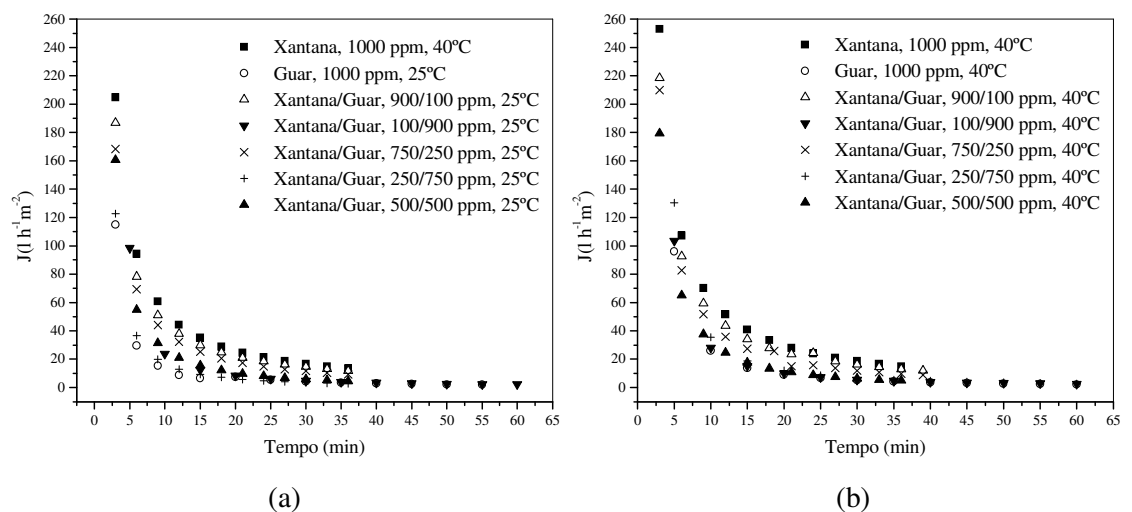 260
240
220
200
180
160
140
120
100
80
60
40
20
0
J(l h-1m-2)
■ Xantana, 1000 ppm, 40ºC
○ Guar, 1000 ppm, 25ºC
△ Xantana/Guar, 900/100 ppm, 25ºC
▼ Xantana/Guar, 100/900 ppm, 25ºC
× Xantana/Guar, 750/250 ppm, 25ºC
+ Xantana/Guar, 250/750 ppm, 25ºC
▲ Xantana/Guar, 500/500 ppm, 25ºC
0 5 10 15 20 25 30 35 40 45 50 55 60 65
Tempo (min)
(a)
260
240
220
200
180
160
140
120
100
80
60
40
20
0
J(l h-1m-2)
■ Xantana, 1000 ppm, 40ºC
○ Guar, 1000 ppm, 40ºC
△ Xantana/Guar, 900/100 ppm, 40ºC
▼ Xantana/Guar, 100/900 ppm, 40ºC
× Xantana/Guar, 750/250 ppm, 40ºC
+ Xantana/Guar, 250/750 ppm, 40ºC
▲ Xantana/Guar, 500/500 ppm, 40ºC
0 5 10 15 20 25 30 35 40 45 50 55 60 65
Tempo (min)
(b)